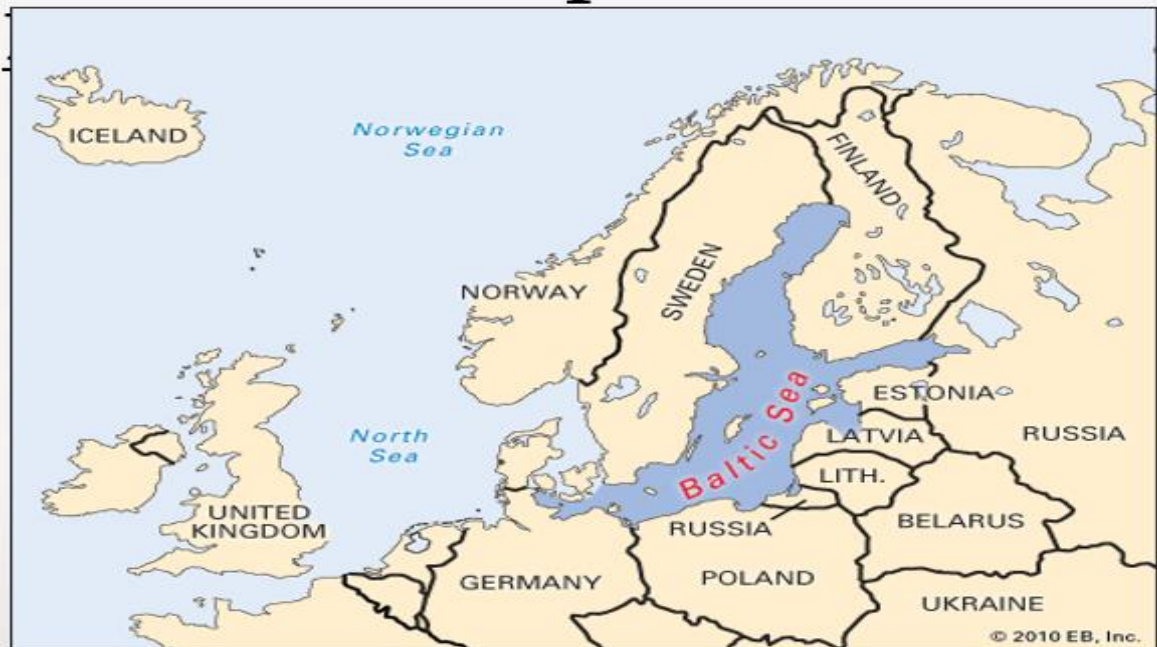 ICELAND
Norwegian
Sea
FINLAND
SWEDEN
NORWAY
Baltic Sea
ESTONIA
North
Sea
LATVIA
RUSSIA
LITH.
UNITED
KINGDOM
RUSSIA
BELARUS
GERMANY
POLAND
UKRAINE
© 2010 EB, Inc.